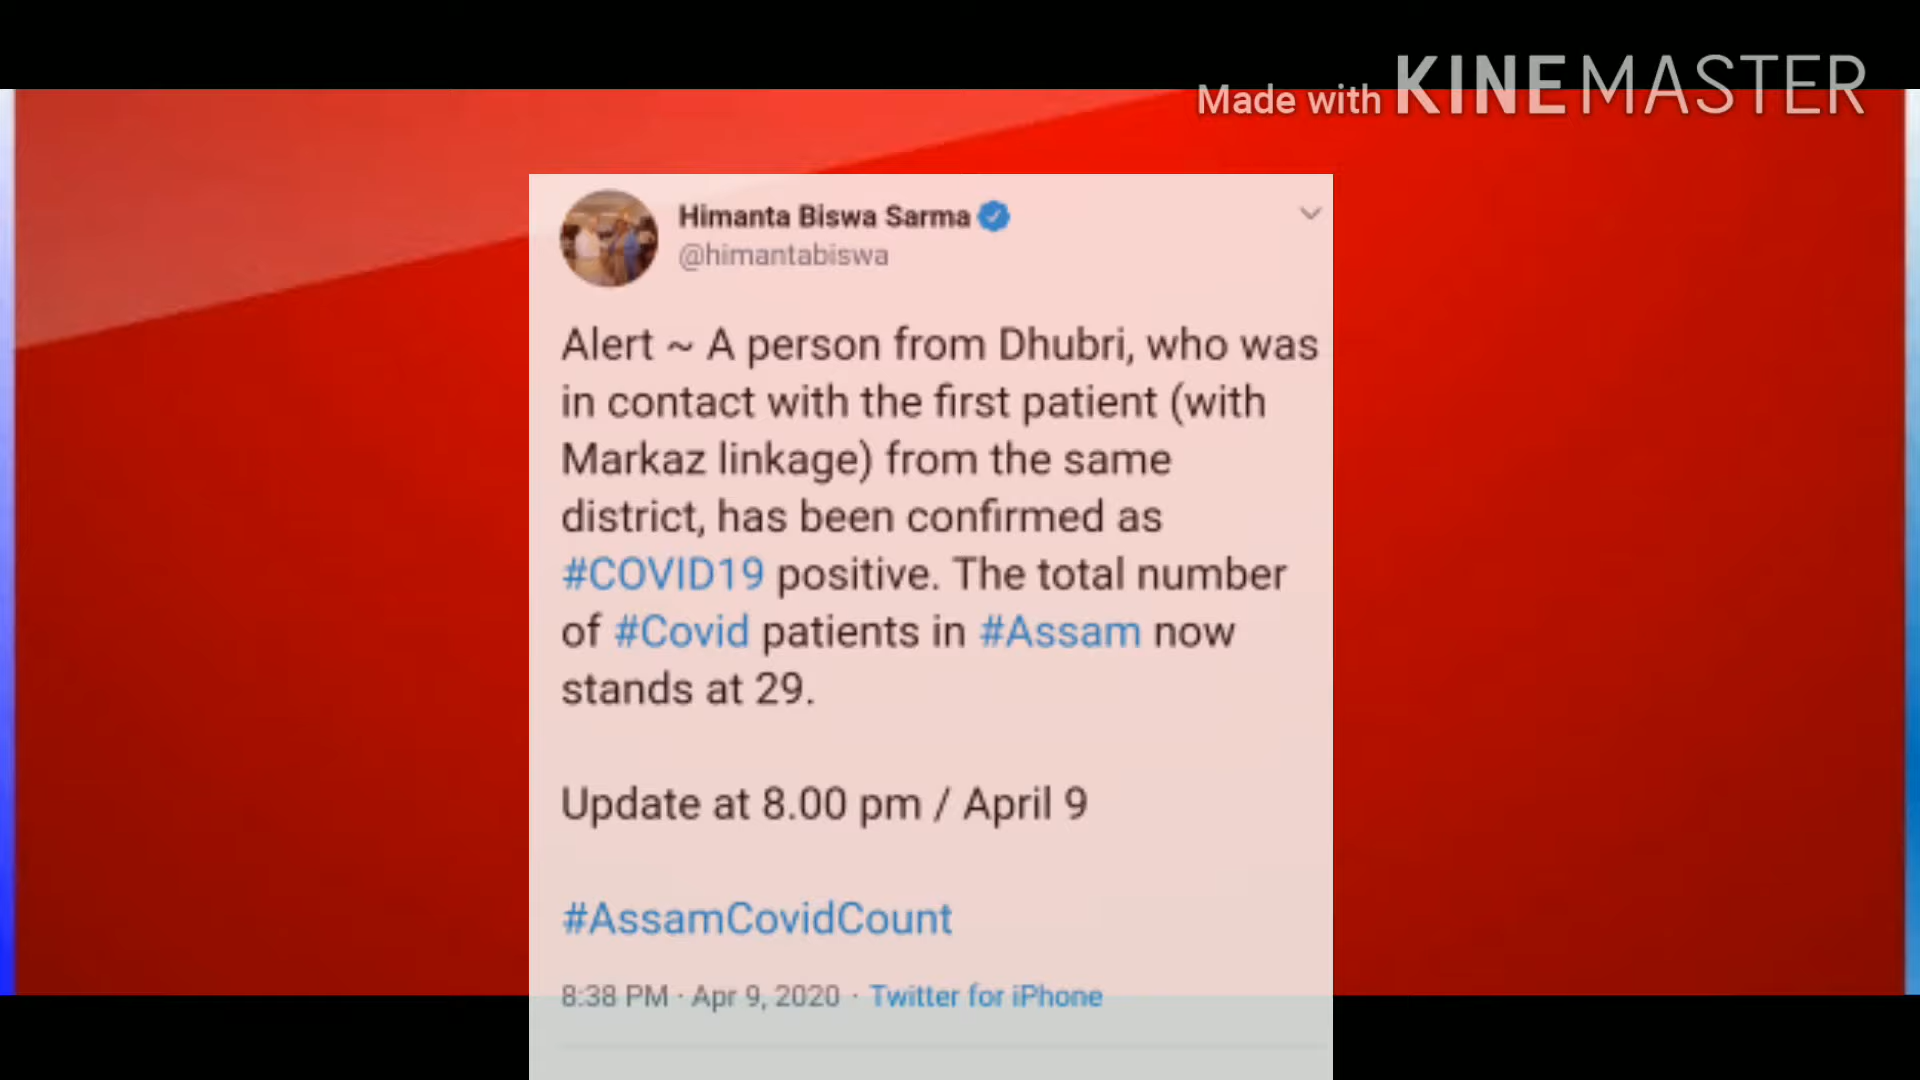 Made with KINEMASTER
Himanta Biswa Sarma
@himantabiswa
Alert ~ A person from Dhubri, who was
in contact with the first patient (with
Markaz linkage) from the same
district, has been confirmed as
#COVID19 positive. The total number
of #Covid patients in #Assam now
stands at 29.
Update at 8.00 pm / April 9
#AssamCovidCount
8:38 PM · Apr 9, 2020 · Twitter for iPhone